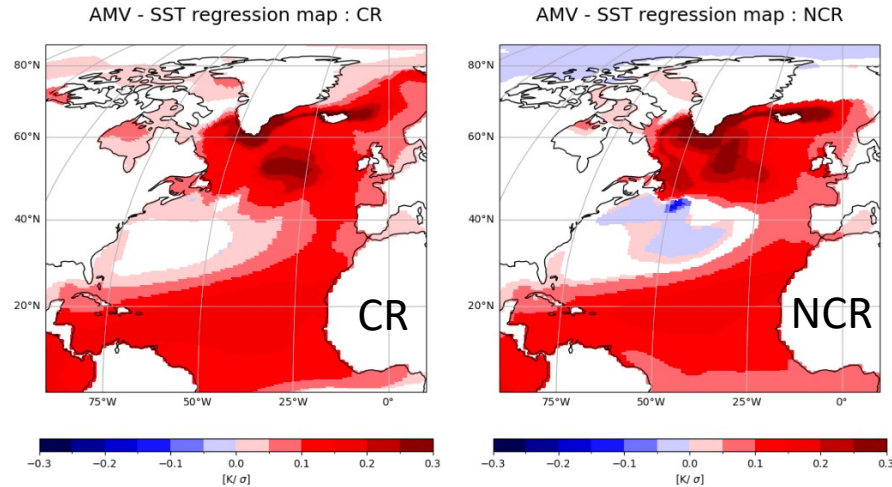 AMV - SST regression map : CR
AMV - SST regression map : NCR
80°N
60°N
40°N
20°N
CR
75°W
50°W
25°W
0°
80°N
60°N
40°N
20°N
NCR
75°W
50°W
25°W
0°
−0.3
−0.2
−0.1
0.0
0.1
0.2
0.3
[K/ σ]
−0.3
−0.2
−0.1
0.0
0.1
0.2
0.3
[K/ σ]